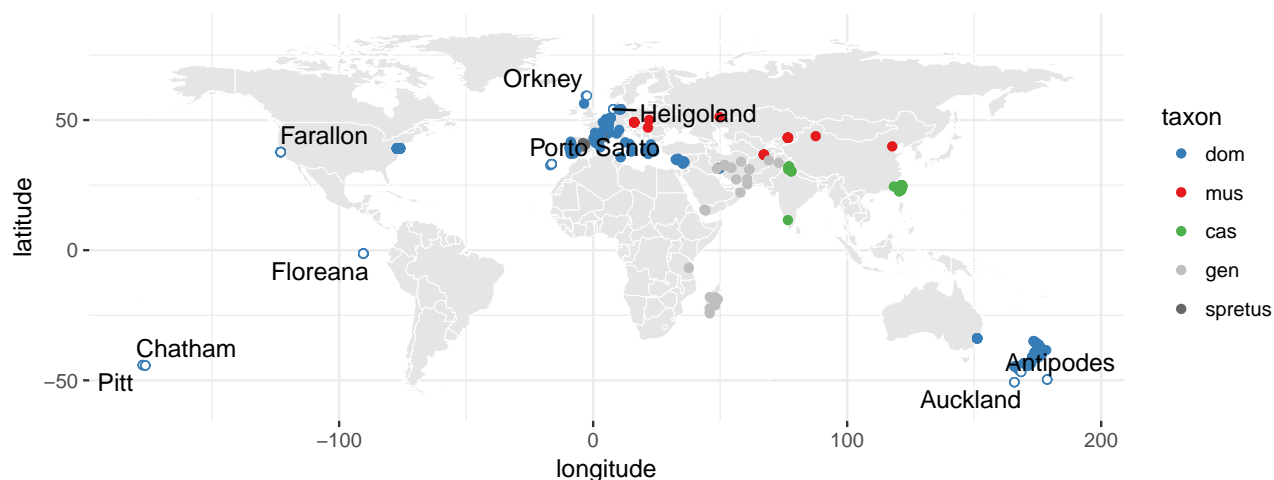 Orkney
Heligoland
Farallon
Porto Santo
Floreana
Chatham
Pitt
Antipodes
Auckland
50
0
−50
−100
0
100
200
longitude
latitude
taxon
dom
mus
cas
gen
spretus